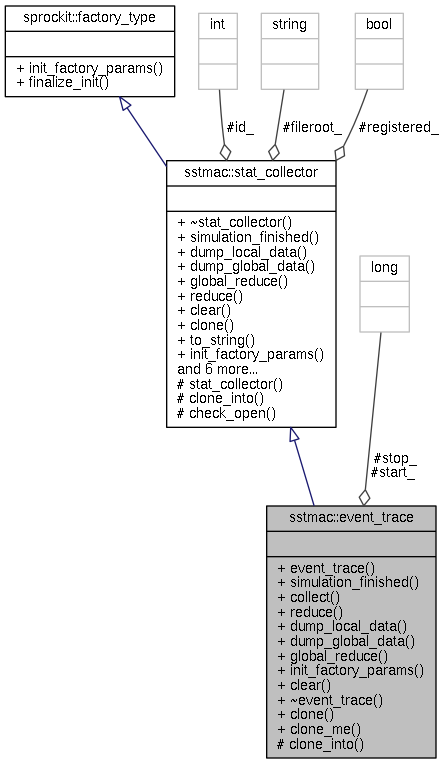 sprockit::factory_type
+ init_factory_params()
+ finalize_init()
int
string
bool
#id_
#fileroot_
#registered_
sstmac::stat_collector
+ ~stat_collector()
+ simulation_finished()
+ dump_local_data()
+ dump_global_data()
+ global_reduce()
+ reduce()
+ clear()
+ clone()
+ to_string()
+ init_factory_params()
and 6 more...
# stat_collector()
# clone_into()
# check_open()
long
#stop_
#start_
sstmac::event_trace
+ event_trace()
+ simulation_finished()
+ collect()
+ reduce()
+ dump_local_data()
+ dump_global_data()
+ global_reduce()
+ init_factory_params()
+ clear()
+ ~event_trace()
+ clone()
+ clone_me()
# clone_into()